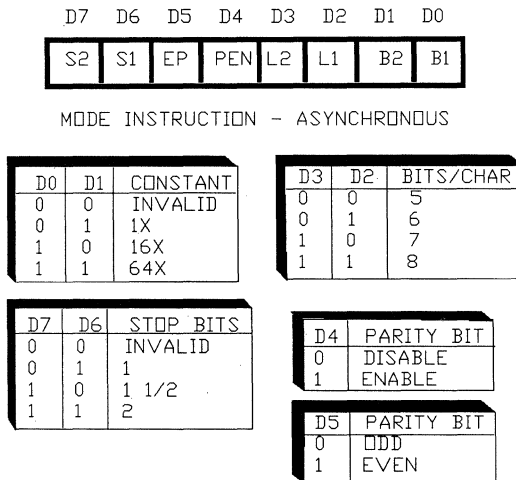 D7 D6 D5 D4 D3 D2 D1 D0
S2 S1 EP PEN L2 L1 B2 B1
MODE INSTRUCTION - ASYNCHRONOUS
D0 D1 CONSTANT
0 0 INVALID
0 1 1X
1 0 16X
1 1 64X
D3 D2 BITS/CHAR
0 0 5
0 1 6
1 0 7
1 1 8
D7 D6 STOP BITS
0 0 INVALID
0 1 1
1 0 1 1/2
1 1 2
D4 PARITY BIT
0 DISABLE
1 ENABLE
D5 PARITY BIT
0 ODD
1 EVEN